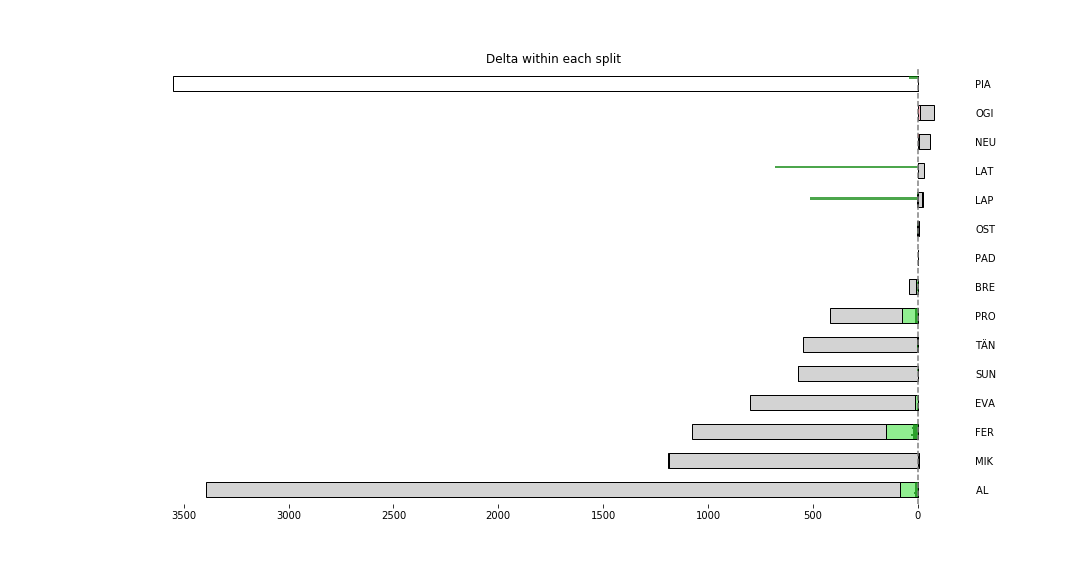 Delta within each split
PIA
OGI
NEU
LAT
LAP
OST
PAD
BRE
PRO
TÄN
SUN
EVA
FER
MIK
AL
3500 3000 2500 2000 1500 1000 500 0